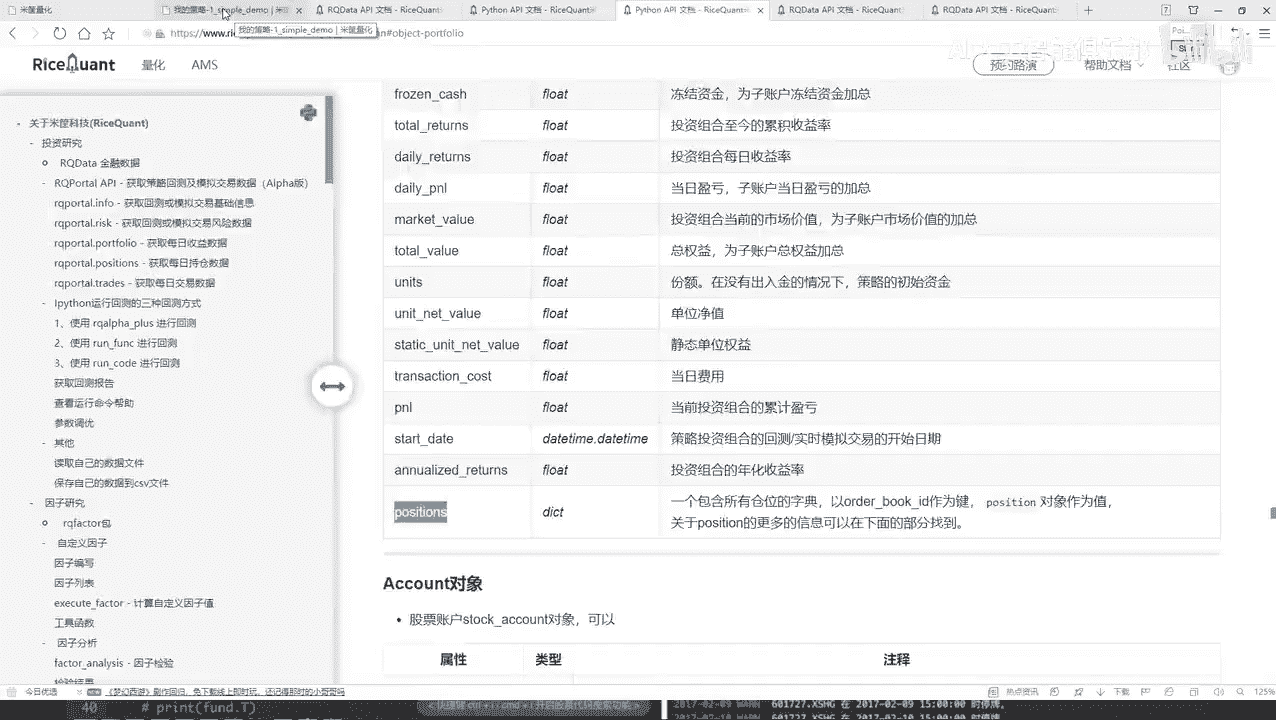 米筐量化
我的策略-1_simple_demo | 米筐
RQData API 文档 - RiceQuant
Python API 文档 - RiceQuant
Python API 文档 - RiceQuant
RQData API 文档 - RiceQuant
RQData API 文档 - RiceQuant
我的策略-1_simple_demo | 米筐量化
https://www.ri
an#object-portfolio
RiceQuant
量化
AMS
预约路演
帮助文档
社区
frozen_cash float 冻结资金，为子账户冻结资金加总
total_returns float 投资组合至今的累积收益率
daily_returns float 投资组合每日收益率
daily_pnl float 当日盈亏，子账户当日盈亏的加总
market_value float 投资组合当前的市场价值，为子账户市场价值的加总
total_value float 总权益，为子账户总权益加总
units float 份额。在没有出入金的情况下，策略的初始资金
unit_net_value float 单位净值
static_unit_net_value float 静态单位权益
transaction_cost float 当日费用
pnl float 当前投资组合的累计盈亏
start_date datetime.datetime 策略投资组合的回测/实时模拟交易的开始日期
annualized_returns float 投资组合的年化收益率
positions dict 一个包含所有仓位的字典，以order_book_id作为键， position 对象作为值，
关于position的更多的信息可以在下面的部分找到。
Account对象
• 股票账户stock_account对象，可以
属性 类型 注释
- 关于米筐科技(RiceQuant)
- 投资研究
RQData 金融数据
- RQPortal API - 获取策略回测及模拟交易数据（Alpha版）
rqportal.info - 获取回测或模拟交易基础信息
rqportal.risk - 获取回测或模拟交易风险数据
rqportal.portfolio - 获取每日收益数据
rqportal.positions - 获取每日持仓数据
rqportal.trades - 获取每日交易数据
- Ipython运行回测的三种回测方式
1、使用 rqalpha_plus 进行回测
2、使用 run_func 进行回测
3、使用 run_code 进行回测
获取回测报告
查看运行命令帮助
参数调优
- 其他
读取自己的数据文件
保存自己的数据到csv文件
- 因子研究
rqfactor包
- 自定义因子
因子编写
因子列表
execute_factor - 计算自定义因子值
工具函数
- 因子分析
factor_analysis - 因子检验
检验结果
今日优选
《梦幻西游》副作回归，免下载线上即时玩，还记得那时的小哥哥吗
热点资讯
下载
125%
40 # print(fund.T)
2017-02-09 WARN 601727.XSHG 在 2017-02-09 15:00:00 时停牌。